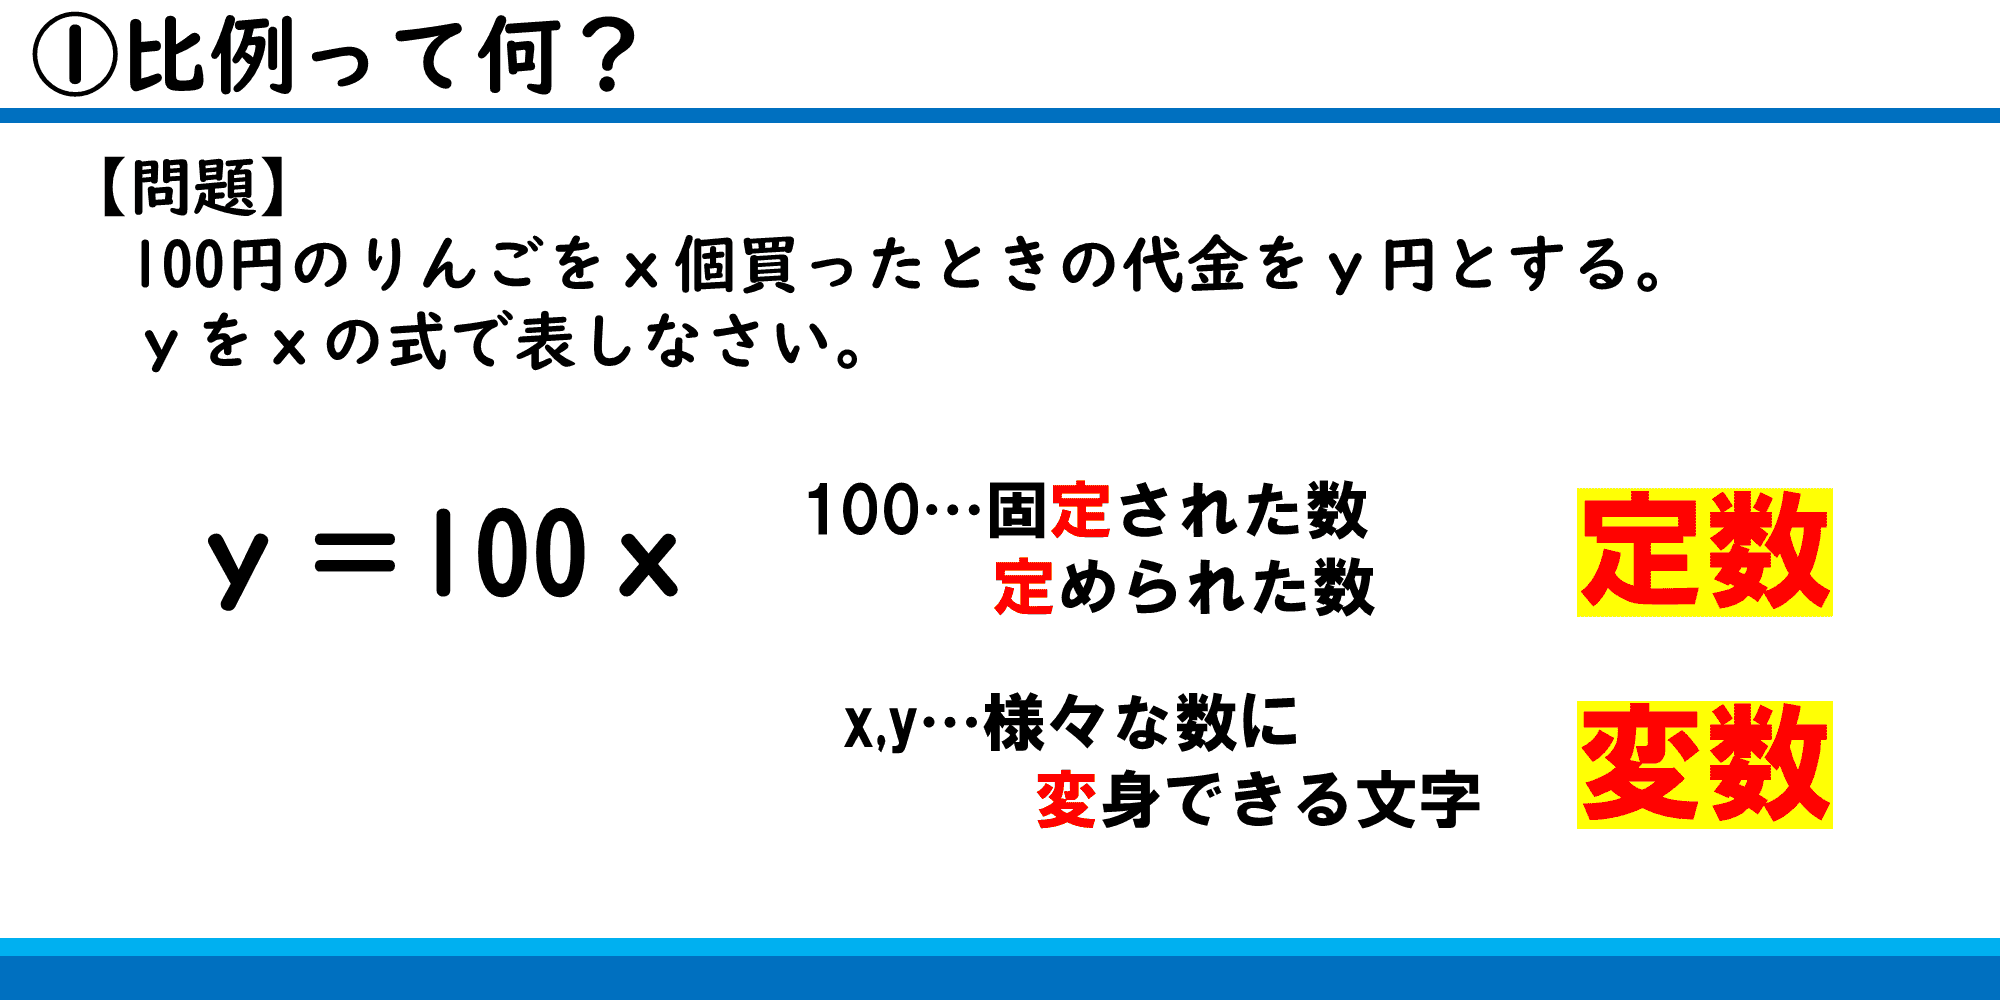 ①比例って何？
【問題】
100円のりんごをx個買ったときの代金をy円とする。
yをxの式で表しなさい。
y＝100x
100…固定された数
定められた数
定数
x,y…様々な数に
変身できる文字
変数